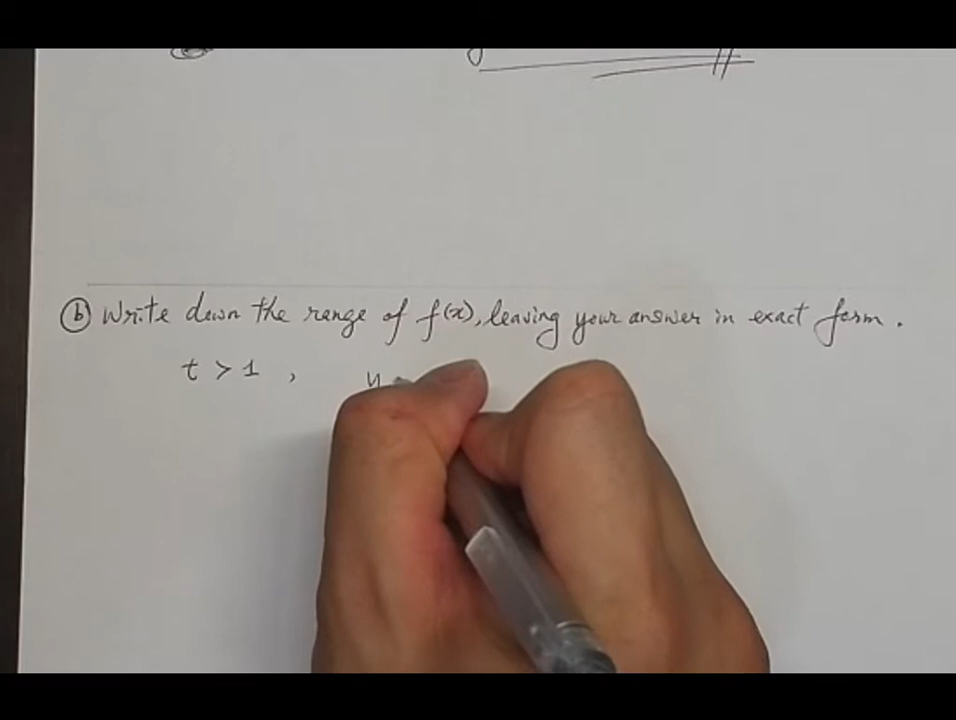 ⓑ Write down the range of f(x), leaving your answer in exact form.
t > 1 , y